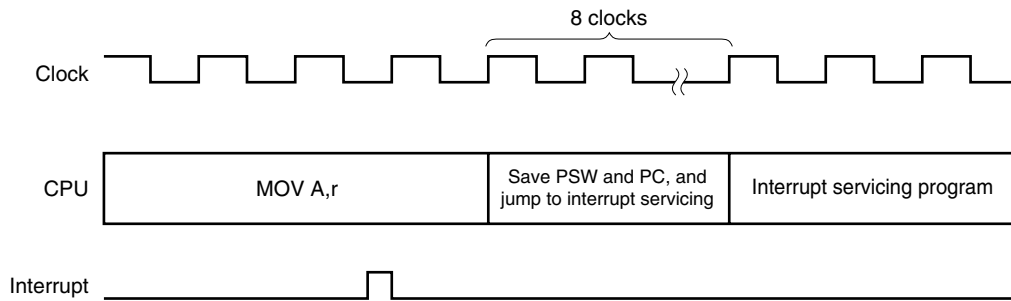 8 clocks
Clock
CPU
MOV A,r
Save PSW and PC, and
jump to interrupt servicing
Interrupt servicing program
Interrupt